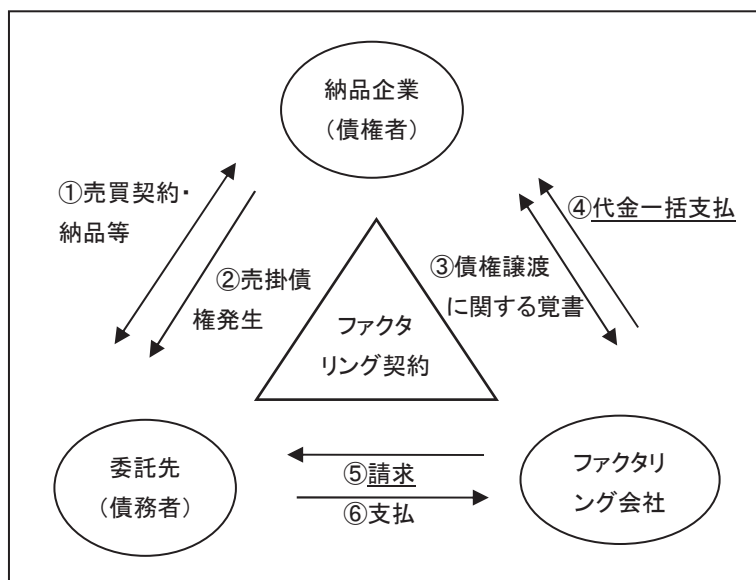 納品企業
（債権者）
①売買契約・
納品等
②売掛債
権発生
③債権譲渡
に関する覚書
④代金一括支払
ファクタ
リング契約
委託先
（債務者）
⑤請求
⑥支払
ファクタリ
ング会社